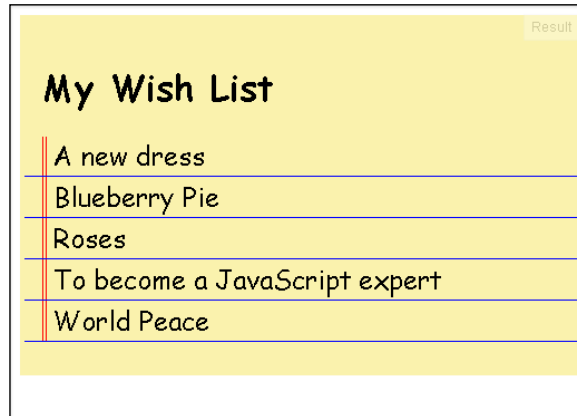 Result
My Wish List
A new dress
Blueberry Pie
Roses
To become a JavaScript expert
World Peace